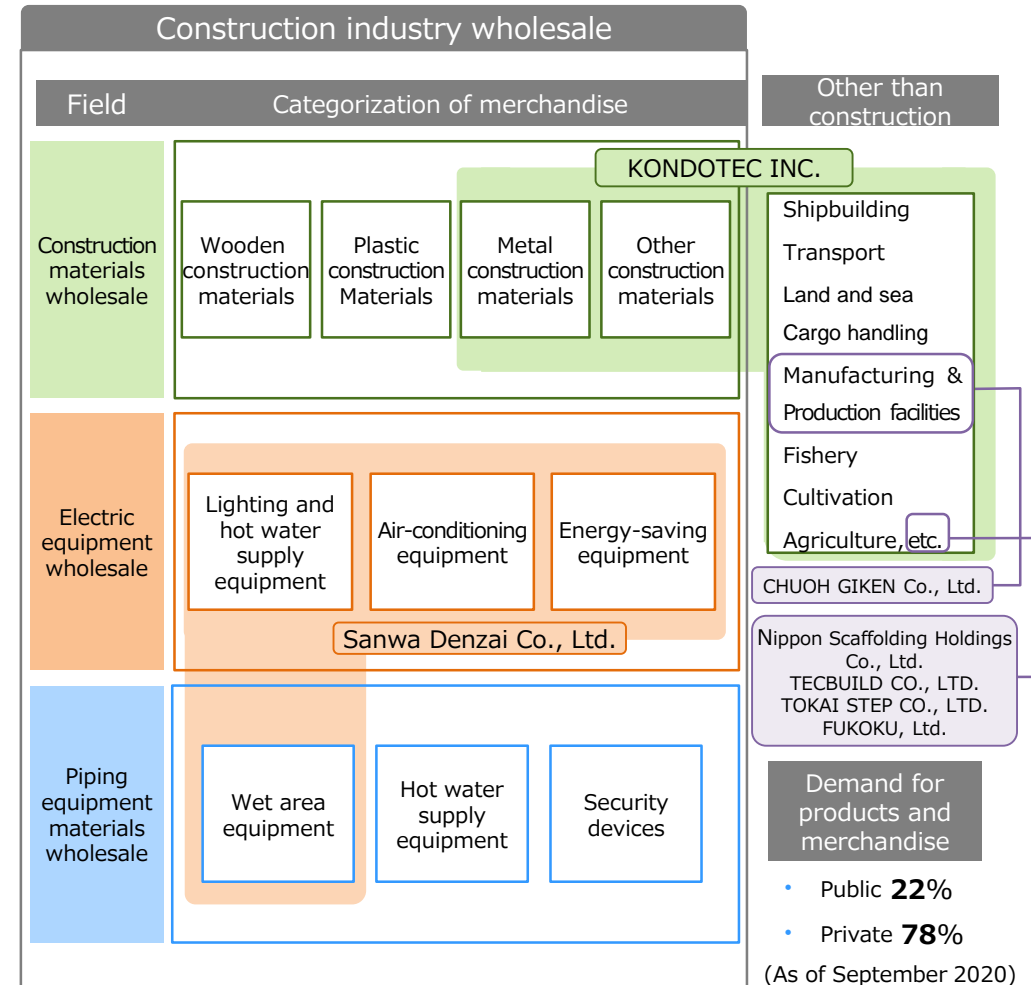 Construction industry wholesale
Field
Categorization of merchandise
Other than
construction
KONDOTEC INC.
Construction
materials
wholesale
Wooden
construction
materials
Plastic
construction
Materials
Metal
construction
materials
Other
construction
materials
Shipbuilding
Transport
Land and sea
Cargo handling
Manufacturing &
Production facilities
Fishery
Cultivation
Agriculture, etc.
Electric
equipment
wholesale
Lighting and
hot water
supply
equipment
Air-conditioning
equipment
Energy-saving
equipment
Sanwa Denzai Co., Ltd.
CHUOH GIKEN Co., Ltd.
Nippon Scaffolding Holdings
Co., Ltd.
TECBUILD CO., LTD.
TOKAI STEP CO., LTD.
FUKOKU, Ltd.
Piping
equipment
materials
wholesale
Wet area
equipment
Hot water
supply
equipment
Security
devices
Demand for
products and
merchandise
• Public 22%
• Private 78%
(As of September 2020)